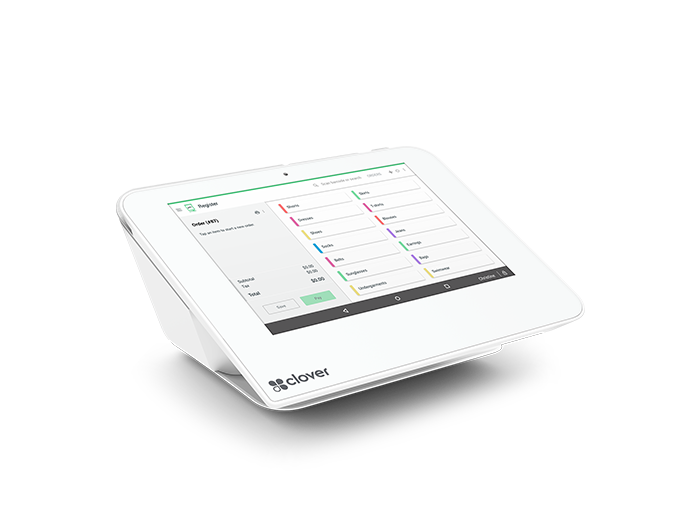 Register
Scan barcode or search
Order (#BT)
Tap an item to start a new order.
Subtotal $0.00
Tax $0.00
Total $0.00
Save
Pay
Shorts
Dresses
Shoes
Socks
Belts
Sunglasses
Undergarments
Skirts
T-shirts
Blouses
Jeans
Earrings
Bags
Swimwear
Christine
clover